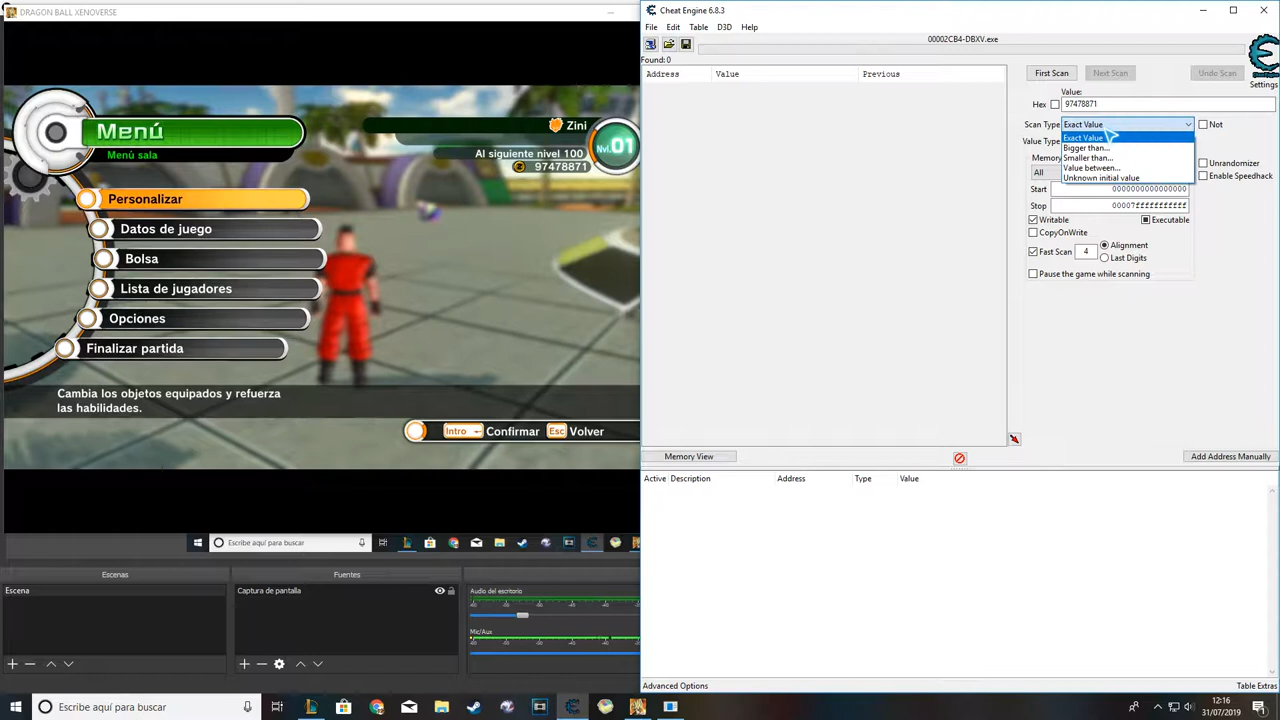 DRAGON BALL XENOVERSE
Menú
Menú sala
Zini
Al siguiente nivel 100
97478871
Nvl. 01
Personalizar
Datos de juego
Bolsa
Lista de jugadores
Opciones
Finalizar partida
Cambia los objetos equipados y refuerza
las habilidades.
Intro Confirmar Esc Volver
Escribe aquí para buscar
Escenas
Fuentes
Escena
Captura de pantalla
Audio del escritorio
Mic/Aux
Cheat Engine 6.8.3
File Edit Table D3D Help
00002CB4-DBXV.exe
Found: 0
Address Value Previous
First Scan Next Scan Undo Scan
Settings
Value:
Hex 97478871
Scan Type Exact Value Not
Exact Value
Value Type
Bigger than...
Smaller than...
Memory
Value between...
Unrandomizer
All
Unknown initial value
Enable Speedhack
Start 0000000000000000
Stop 00007fffffffffff
Writable Executable
CopyOnWrite
Fast Scan 4 Alignment
Last Digits
Pause the game while scanning
Memory View
Add Address Manually
Active Description Address Type Value
Advanced Options
Table Extras
Escribe aquí para buscar
12:16
31/07/2019